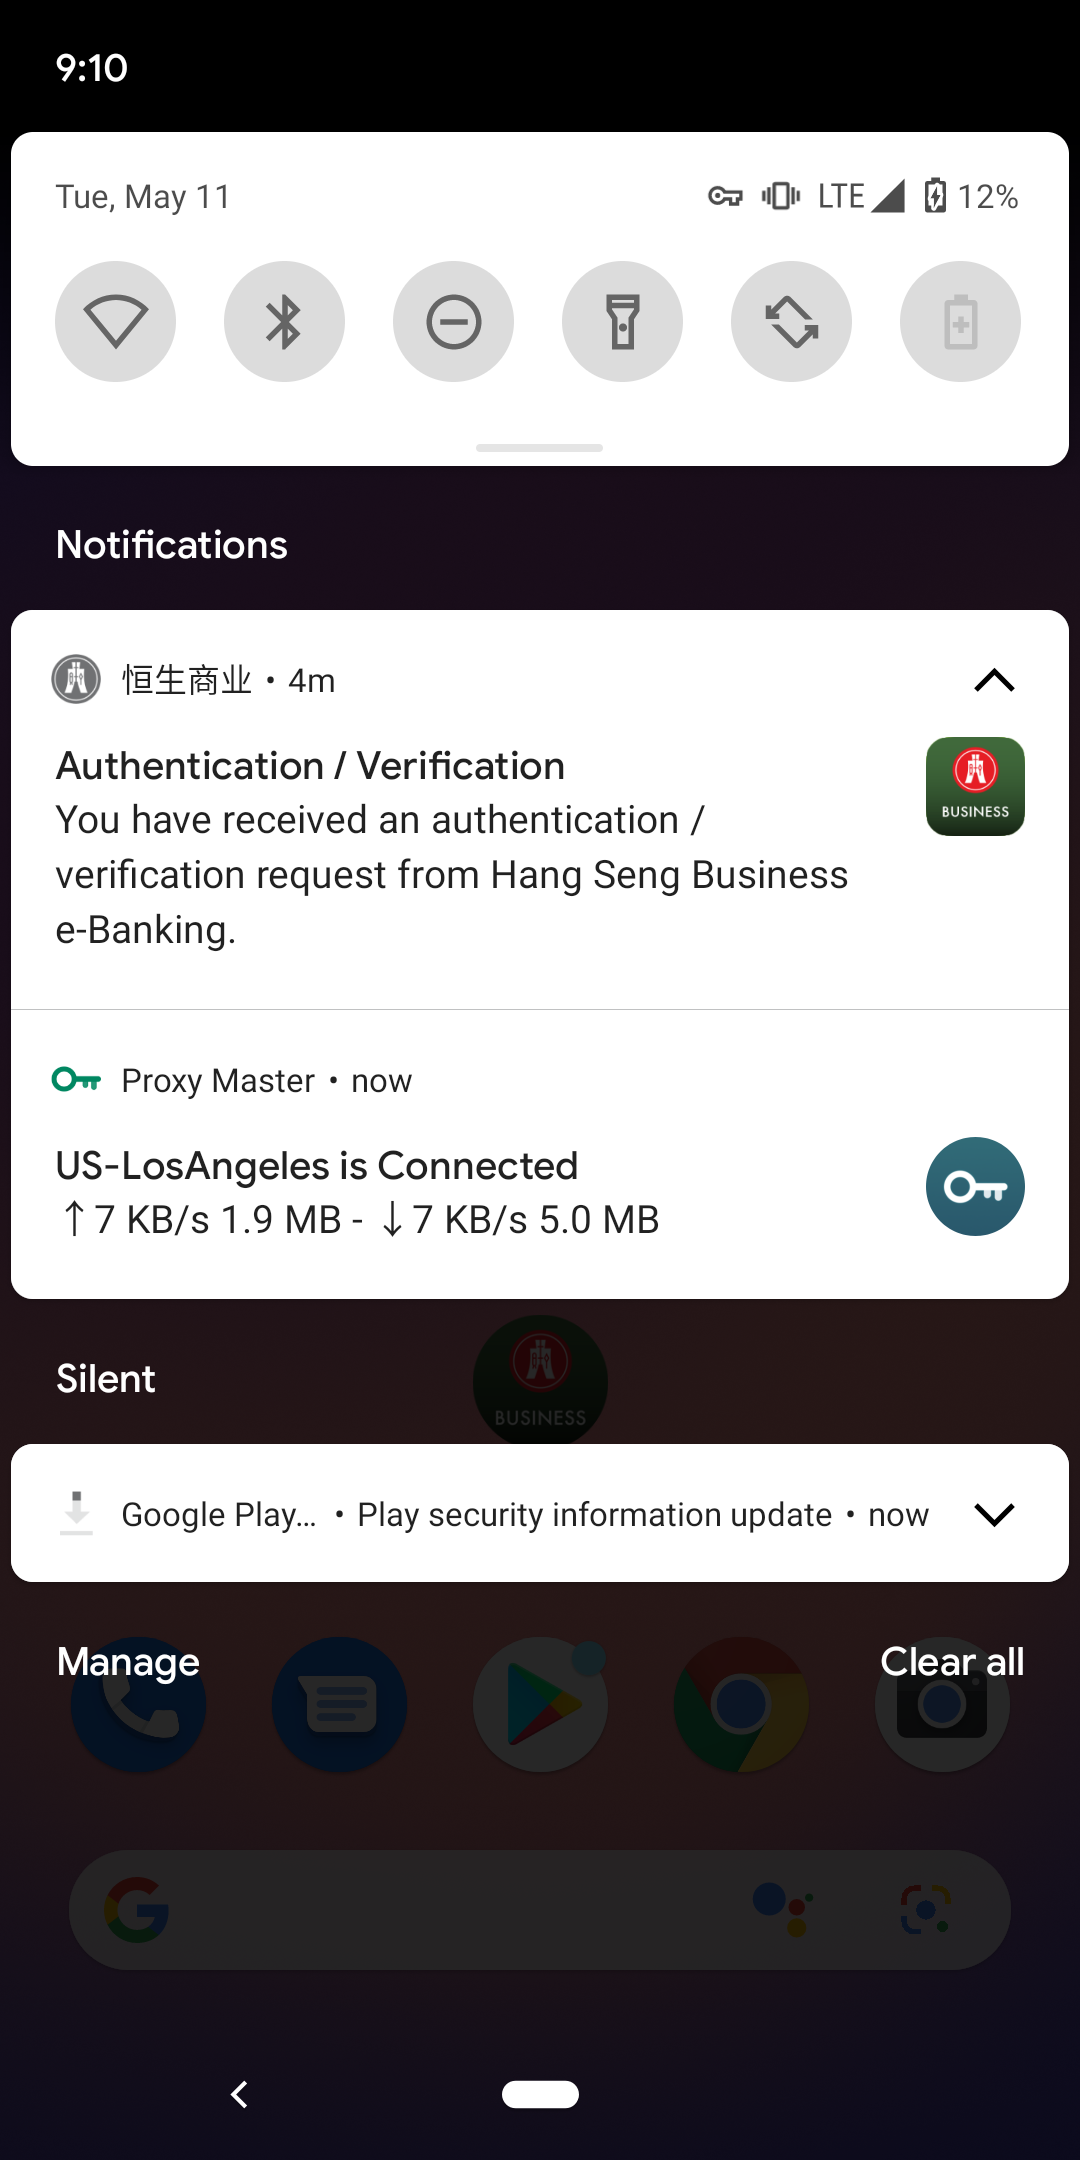 9:10
Tue, May 11
LTE 12%
Notifications
恒生商业 • 4m
Authentication / Verification
You have received an authentication /
verification request from Hang Seng Business
e-Banking.
BUSINESS
Proxy Master • now
US-LosAngeles is Connected
↑7 KB/s 1.9 MB - ↓7 KB/s 5.0 MB
Silent
BUSINESS
Google Play... • Play security information update • now
Manage
Clear all